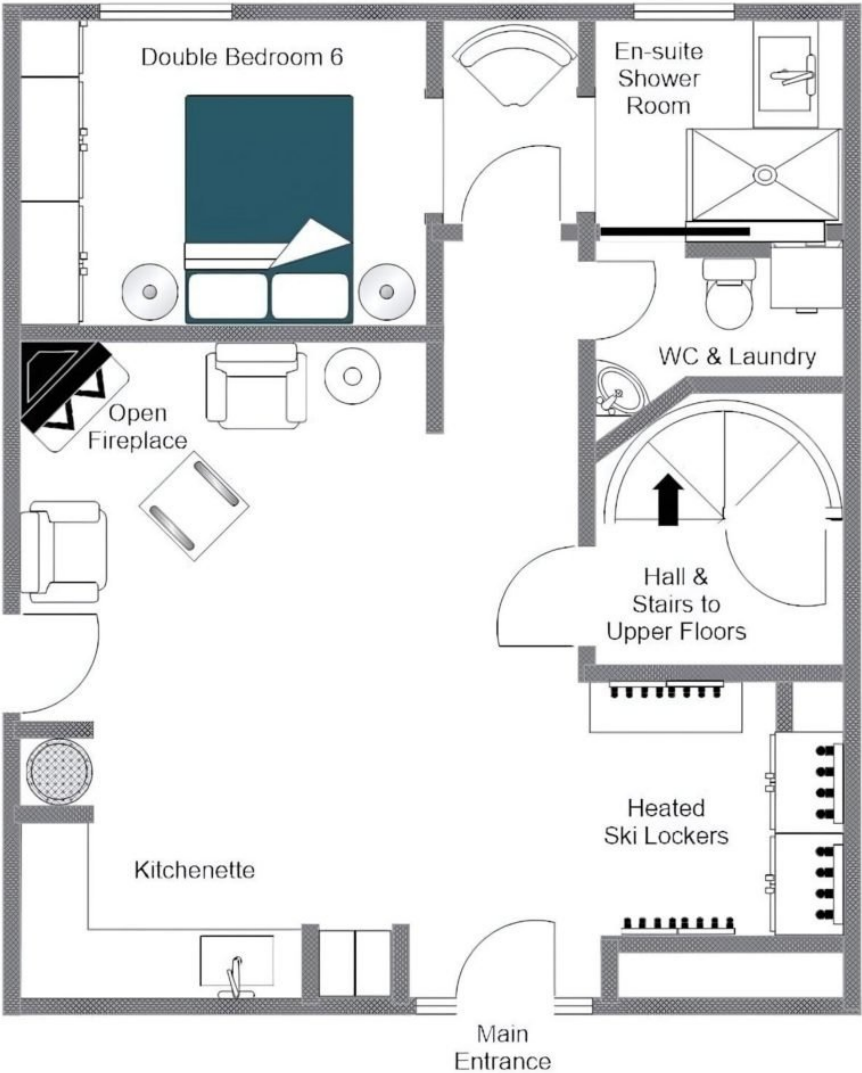 Double Bedroom 6
En-suite
Shower
Room
WC & Laundry
Open
Fireplace
Hall &
Stairs to
Upper Floors
Heated
Ski Lockers
Kitchenette
Main
Entrance